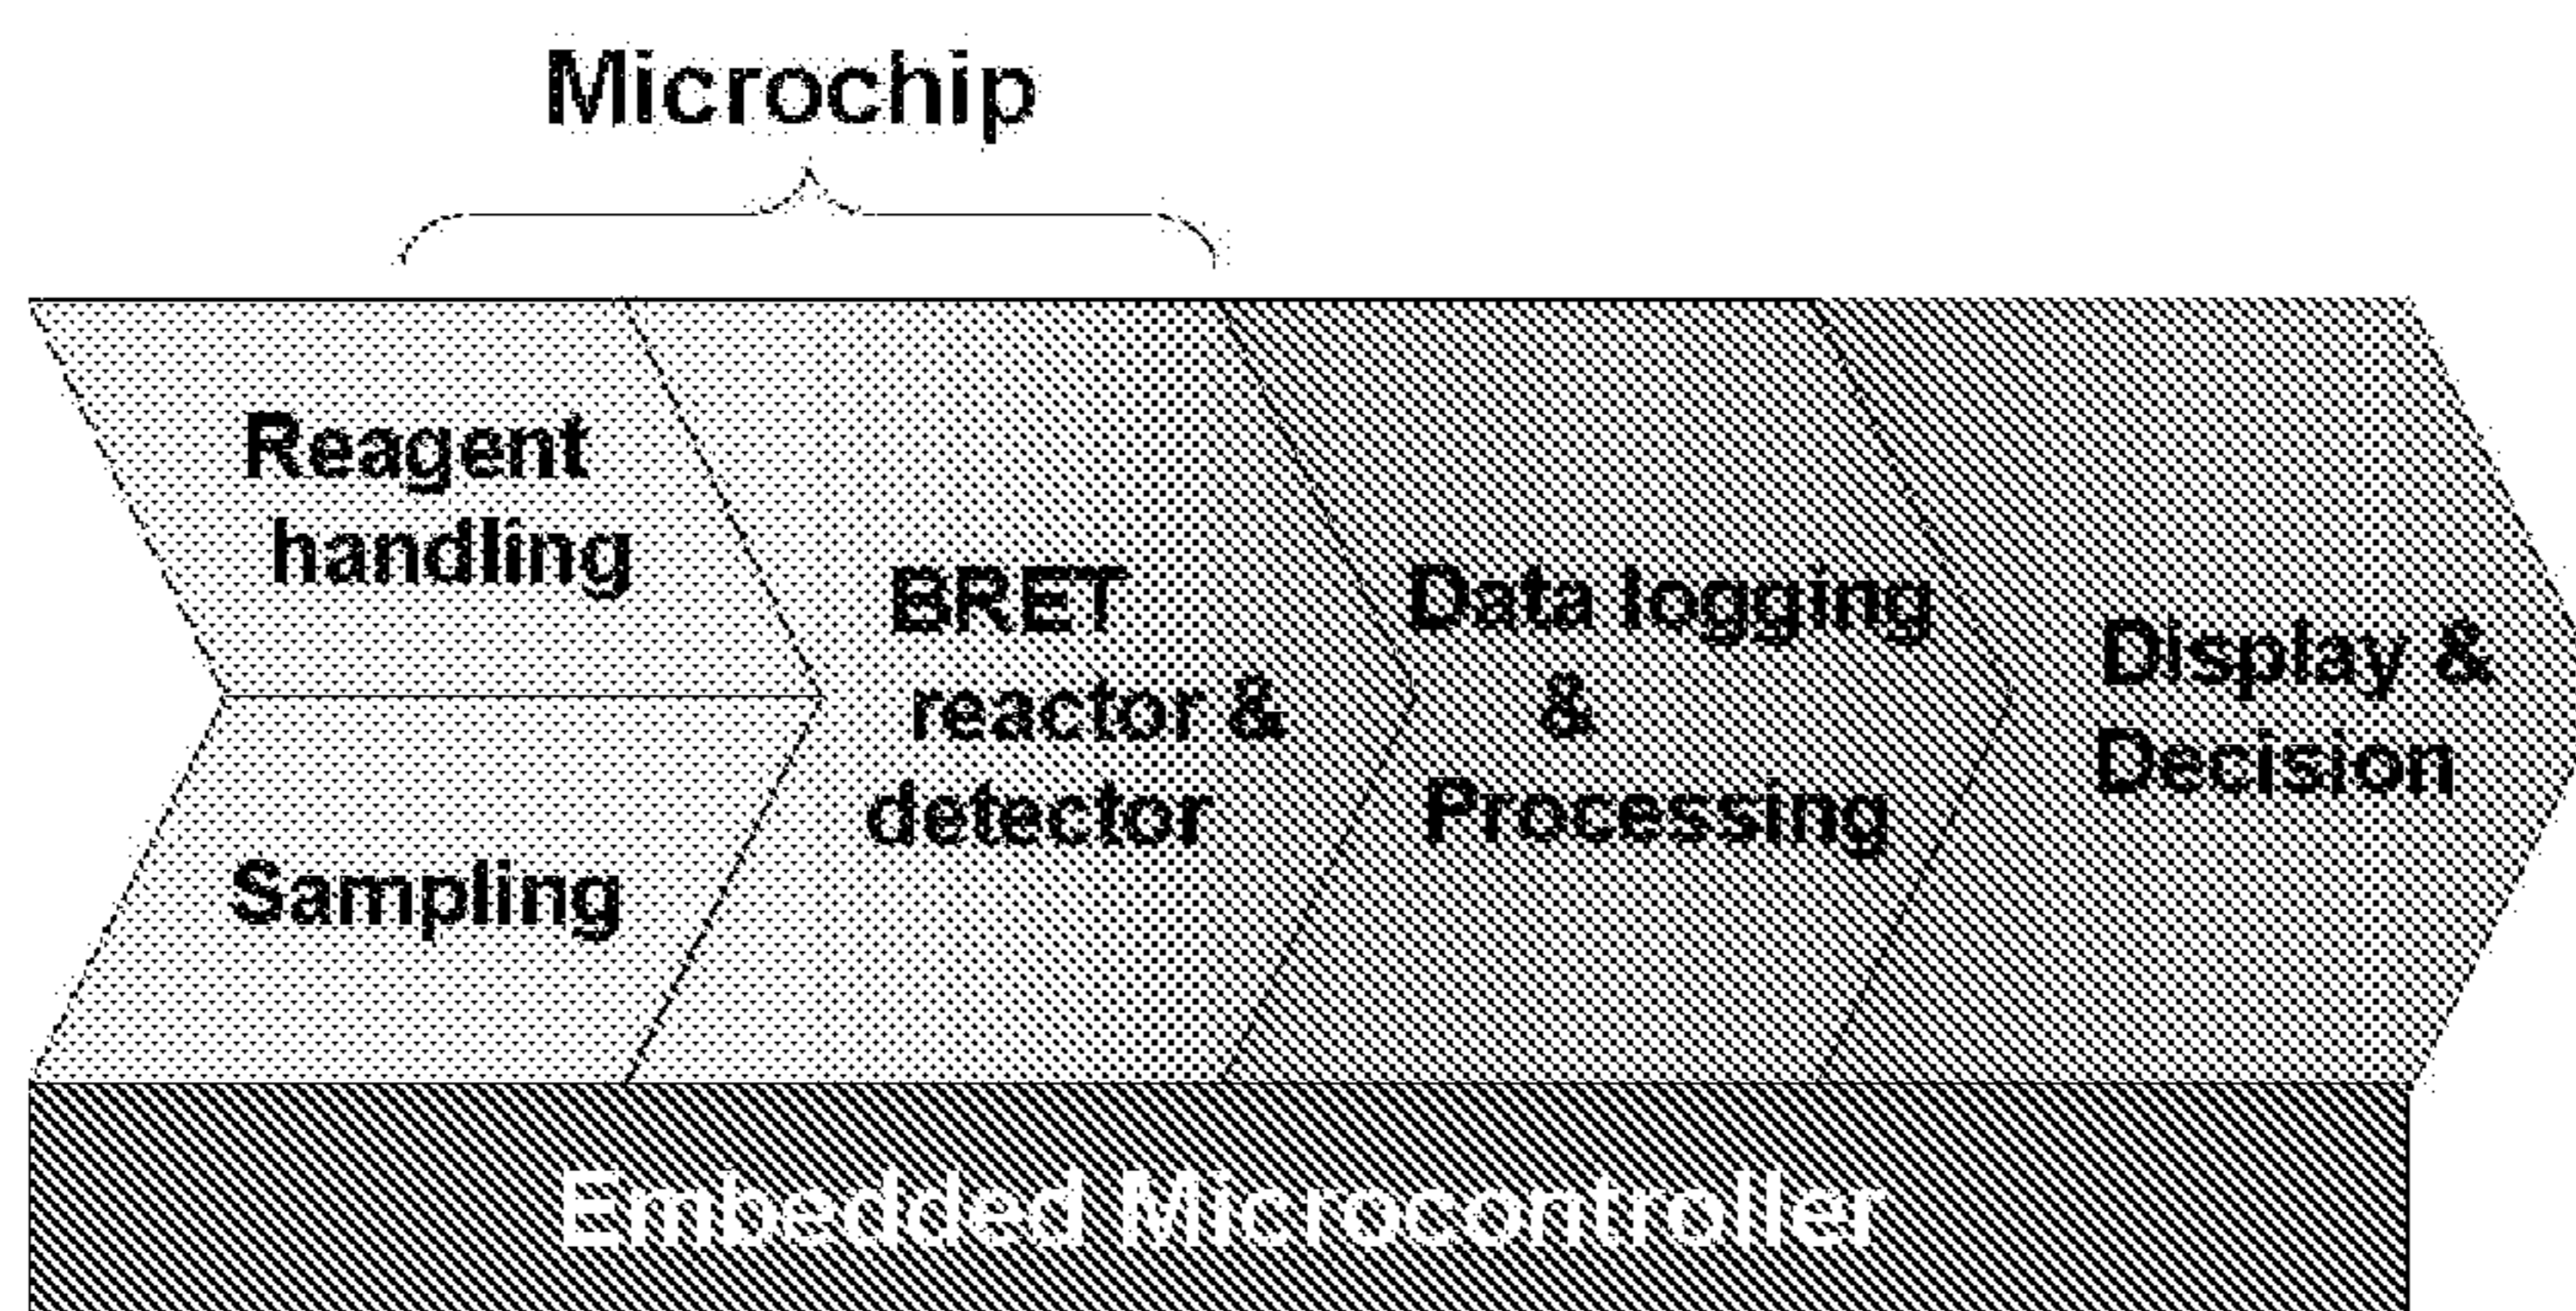 Microchip
Reagent
handling
Sampling
BRET
reactor &
detector
Data logging
&
Processing
Display &
Decision
Embedded Microcontroller